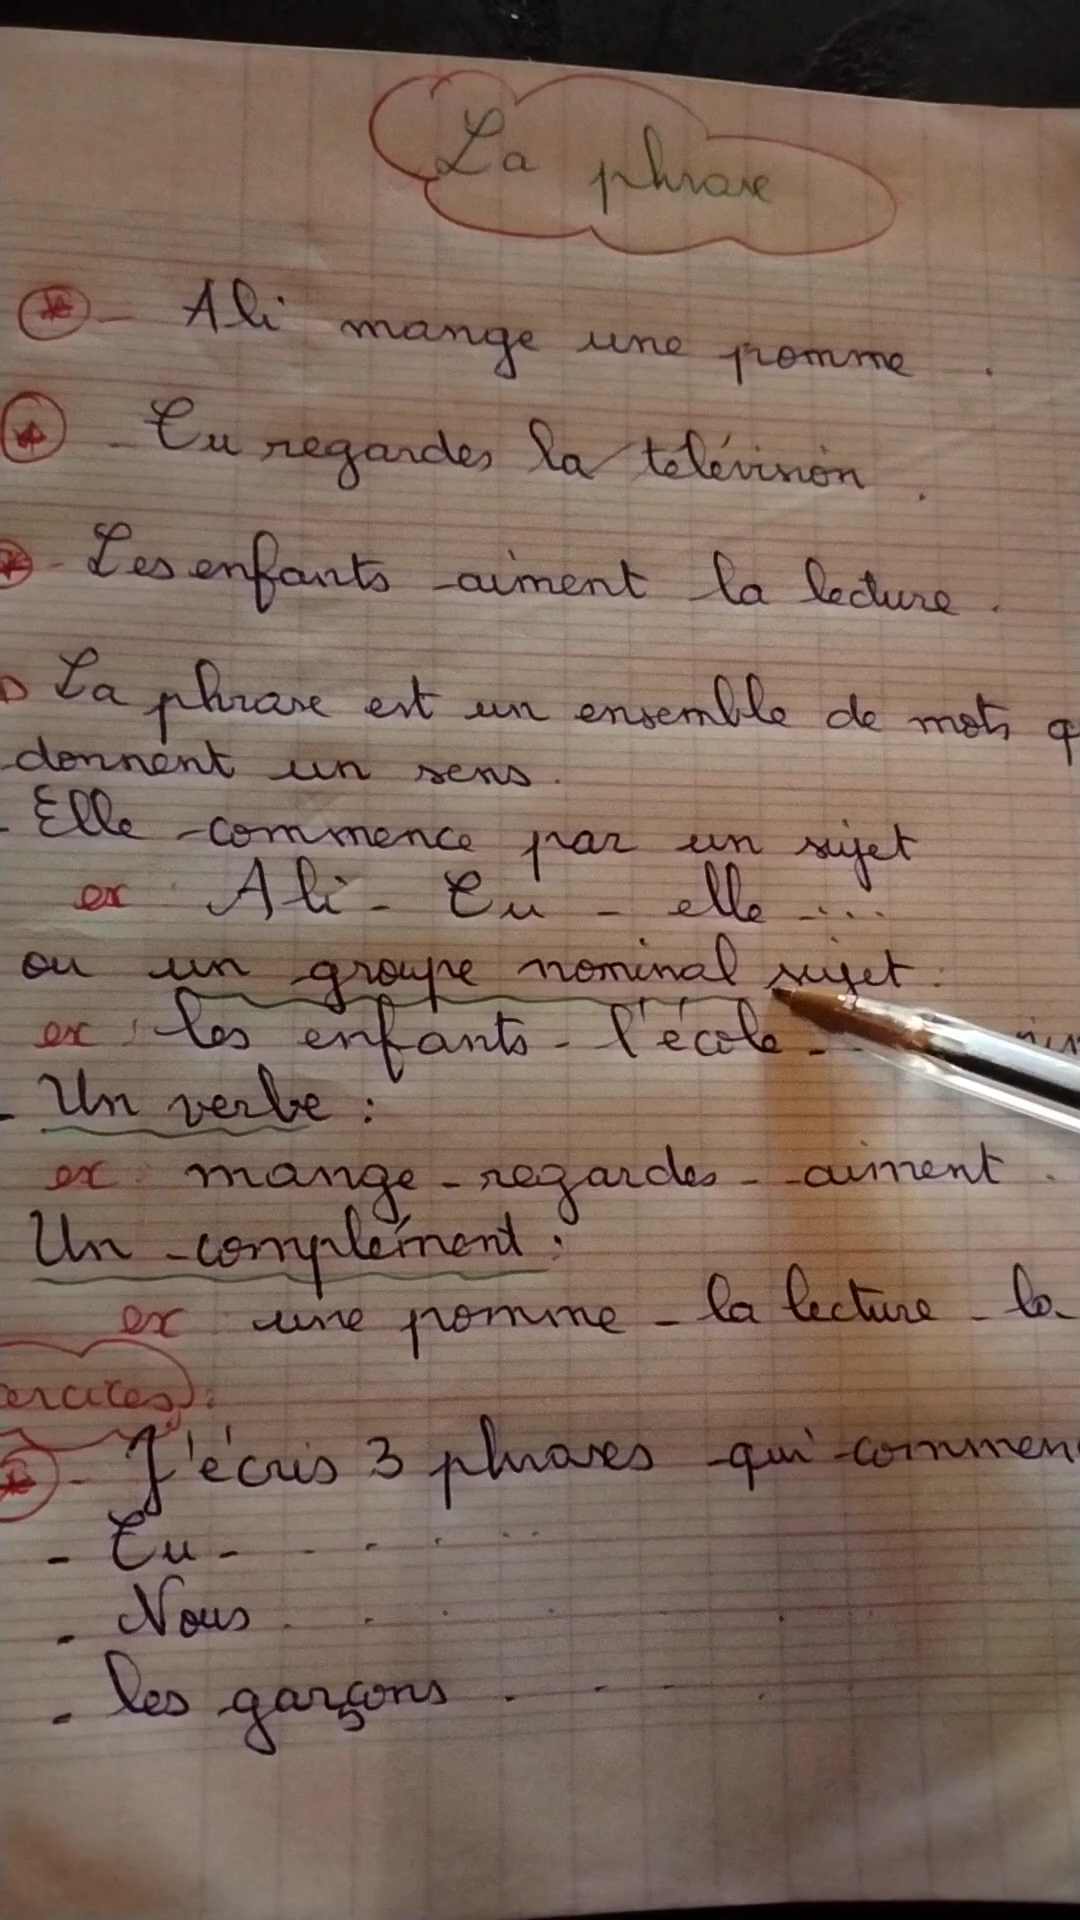 La phrase
- Ali mange une pomme.
- Tu regardes la télévision.
- Les enfants aiment la lecture.
La phrase est un ensemble de mots q
donnent un sens.
- Elle commence par un sujet
ex : Ali - Tu - elle ....
ou un groupe nominal sujet.
ex : les enfants - l'école -
- Un verbe :
ex : mange - regardes - aiment.
Un complément :
ex : une pomme - la lecture - la
ercices :
- J'écris 3 phrases qui commen
- Tu - . . . . .
- Nous . . . . . .
- les garçons . . . .